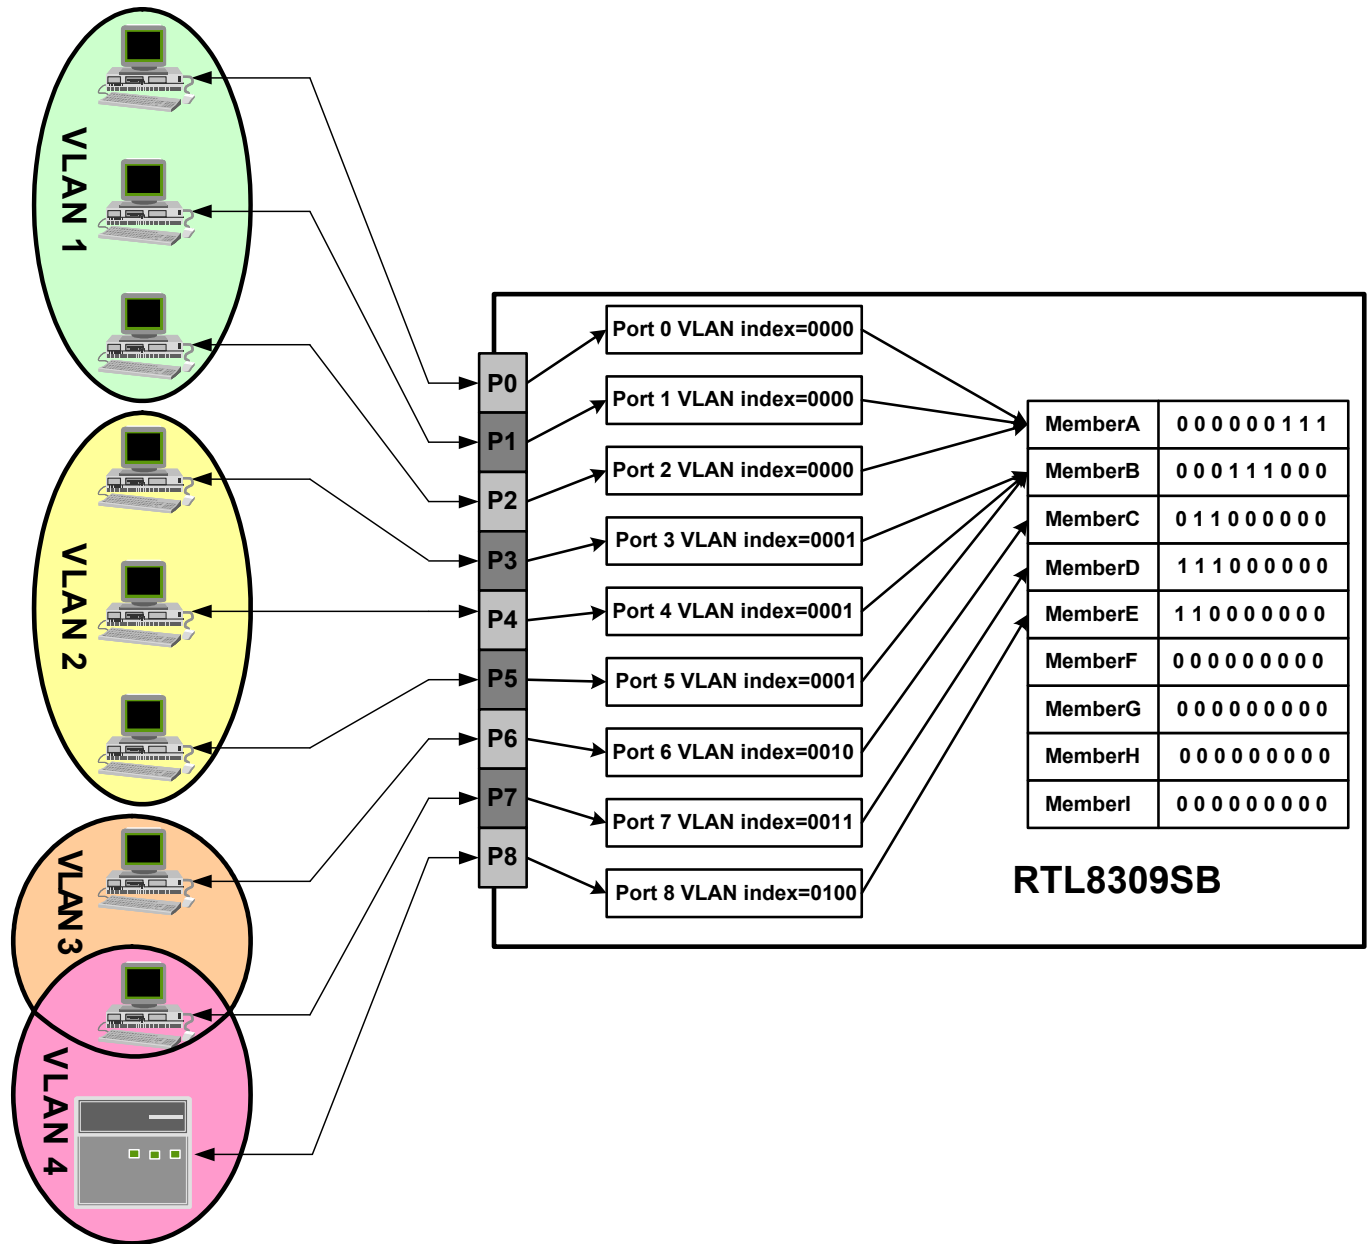 VLAN 1
VLAN 2
VLAN 3
VLAN 4
P0
P1
P2
P3
P4
P5
P6
P7
P8
Port 0 VLAN index=0000
Port 1 VLAN index=0000
Port 2 VLAN index=0000
Port 3 VLAN index=0001
Port 4 VLAN index=0001
Port 5 VLAN index=0001
Port 6 VLAN index=0010
Port 7 VLAN index=0011
Port 8 VLAN index=0100
MemberA 0 0 0 0 0 0 1 1 1
MemberB 0 0 0 1 1 1 0 0 0
MemberC 0 1 1 0 0 0 0 0 0
MemberD 1 1 1 0 0 0 0 0 0
MemberE 1 1 0 0 0 0 0 0 0
MemberF 0 0 0 0 0 0 0 0 0
MemberG 0 0 0 0 0 0 0 0 0
MemberH 0 0 0 0 0 0 0 0 0
MemberI 0 0 0 0 0 0 0 0 0
RTL8309SB